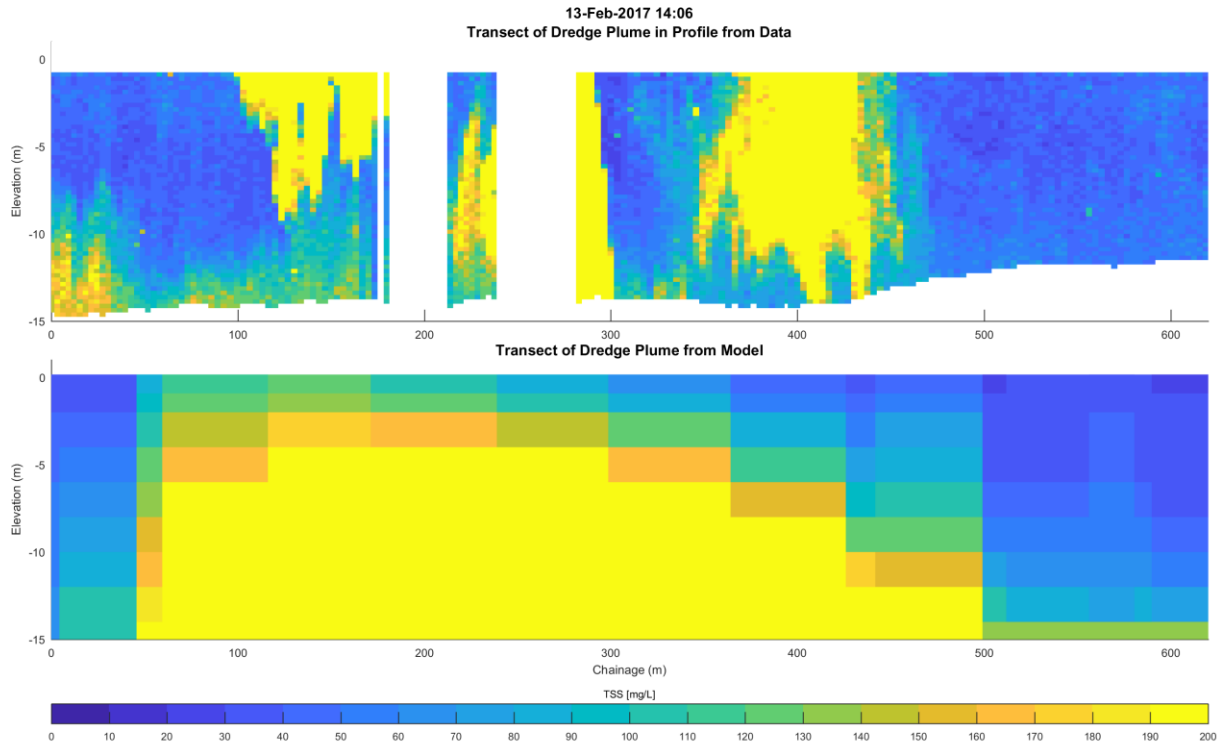 13-Feb-2017 14:06
Transect of Dredge Plume in Profile from Data
0
-5
-10
-15
Elevation (m)
0 100 200 300 400 500 600
Transect of Dredge Plume from Model
0
-5
-10
-15
Elevation (m)
0 100 200 300 400 500 600
Chainage (m)
TSS [mg/L]
0 10 20 30 40 50 60 70 80 90 100 110 120 130 140 150 160 170 180 190 200